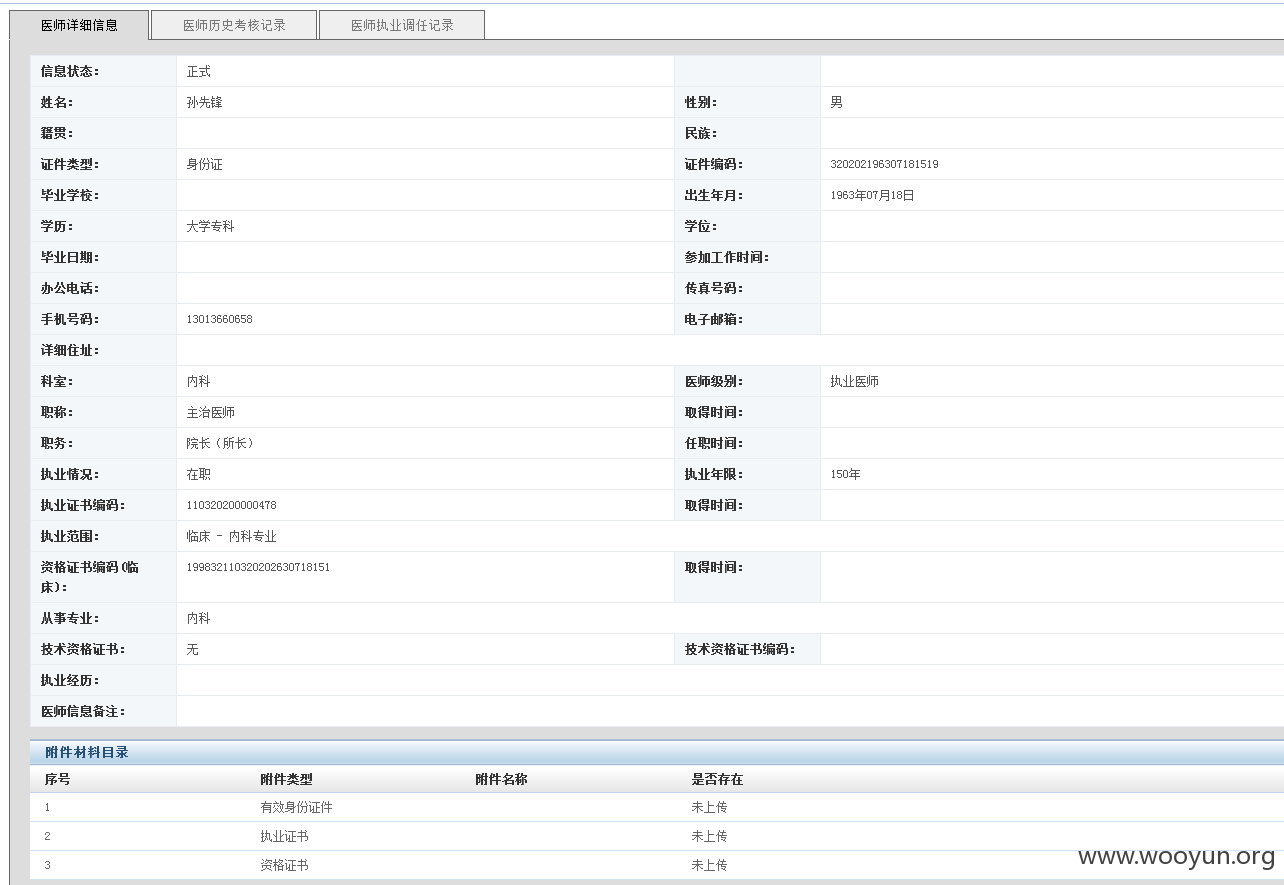 医师详细信息 医师历史考核记录 医师执业调任记录
信息状态： 正式
姓名： 孙先锋 性别： 男
籍贯： 民族：
证件类型： 身份证 证件编码： 320202196307181519
毕业学校： 出生年月： 1963年07月18日
学历： 大学专科 学位：
毕业日期： 参加工作时间：
办公电话： 传真号码：
手机号码： 13013660658 电子邮箱：
详细住址：
科室： 内科 医师级别： 执业医师
职称： 主治医师 取得时间：
职务： 院长（所长） 任职时间：
执业情况： 在职 执业年限： 150年
执业证书编码： 110320200000478 取得时间：
执业范围： 临床 - 内科专业
资格证书编码(临 199832110320202630718151 取得时间：
床)：
从事专业： 内科
技术资格证书： 无 技术资格证书编码：
执业经历：
医师信息备注：
附件材料目录
序号 附件类型 附件名称 是否存在
1 有效身份证件 未上传
2 执业证书 未上传
3 资格证书 未上传
www.wooyun.org